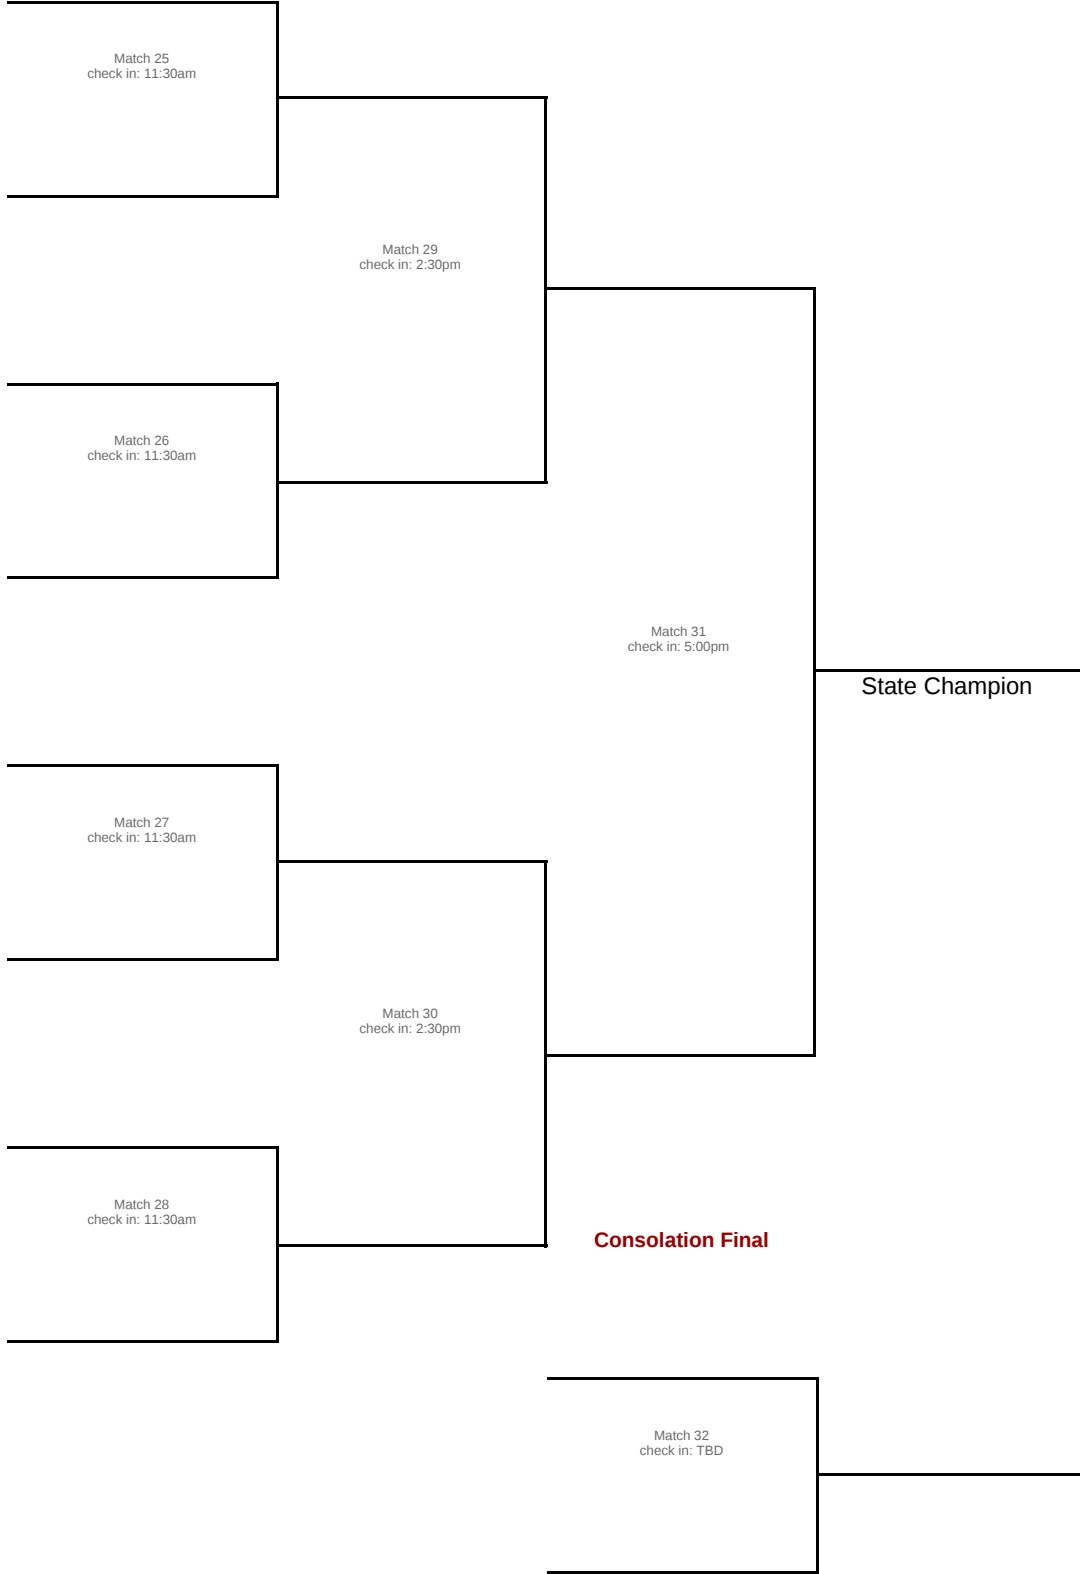 Match 25
check in: 11:30am
Match 29
check in: 2:30pm
Match 26
check in: 11:30am
Match 31
check in: 5:00pm
State Champion
Match 27
check in: 11:30am
Match 30
check in: 2:30pm
Match 28
check in: 11:30am
Consolation Final
Match 32
check in: TBD